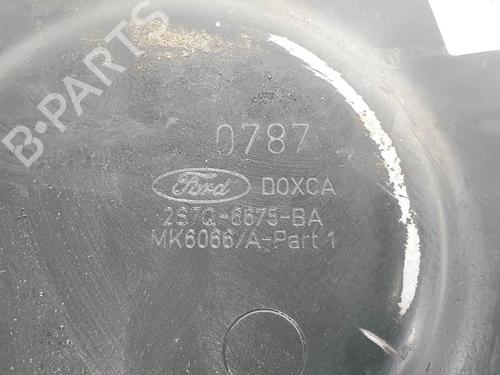 B-PARTS
0787
Ford DOXCA
2S7Q-6675-BA
MK6066/A-Part 1